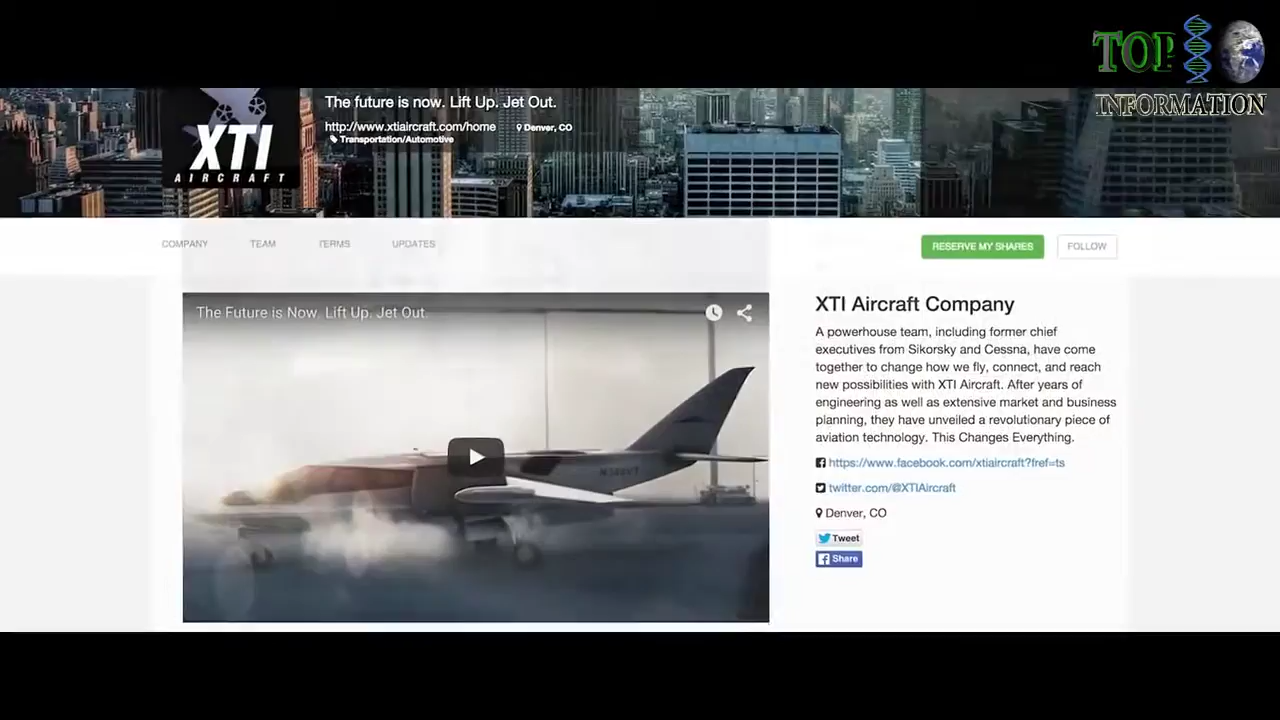 TOP
INFORMATION
The future is now. Lift Up. Jet Out.
http://www.xtiaircraft.com/home
Denver, CO
Transportation/Automotive
XTI
AIRCRAFT
COMPANY
TEAM
TERMS
UPDATES
RESERVE MY SHARES
FOLLOW
The Future is Now. Lift Up. Jet Out.
XTI Aircraft Company
A powerhouse team, including former chief
executives from Sikorsky and Cessna, have come
together to change how we fly, connect, and reach
new possibilities with XTI Aircraft. After years of
engineering as well as extensive market and business
planning, they have unveiled a revolutionary piece of
aviation technology. This Changes Everything.
https://www.facebook.com/xtiaircraft?fref=ts
twitter.com/@XTIAircraft
Denver, CO
Tweet
Share